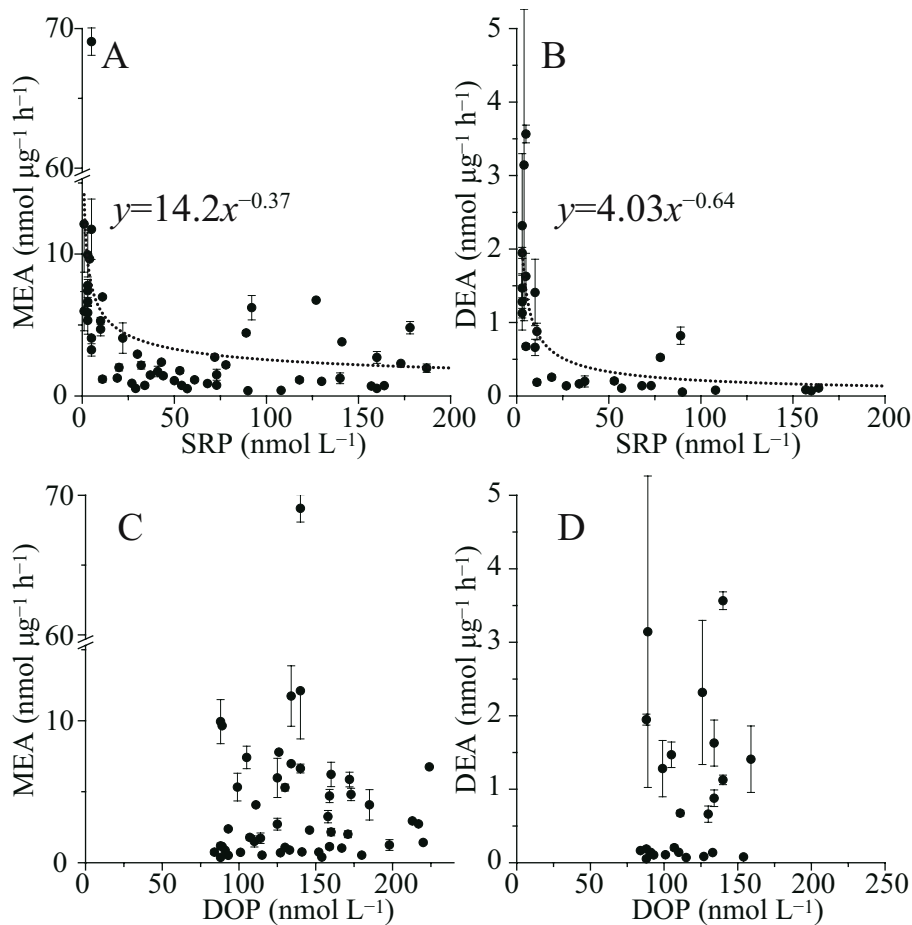 A
MEA (nmol μg⁻¹ h⁻¹)
70
60
10
0
y=14.2x⁻⁰·³⁷
0 50 100 150 200
SRP (nmol L⁻¹)
B
DEA (nmol μg⁻¹ h⁻¹)
5
4
3
2
1
0
y=4.03x⁻⁰·⁶⁴
0 50 100 150 200
SRP (nmol L⁻¹)
C
MEA (nmol μg⁻¹ h⁻¹)
70
60
10
0
0 50 100 150 200
DOP (nmol L⁻¹)
D
DEA (nmol μg⁻¹ h⁻¹)
5
4
3
2
1
0
0 50 100 150 200 250
DOP (nmol L⁻¹)